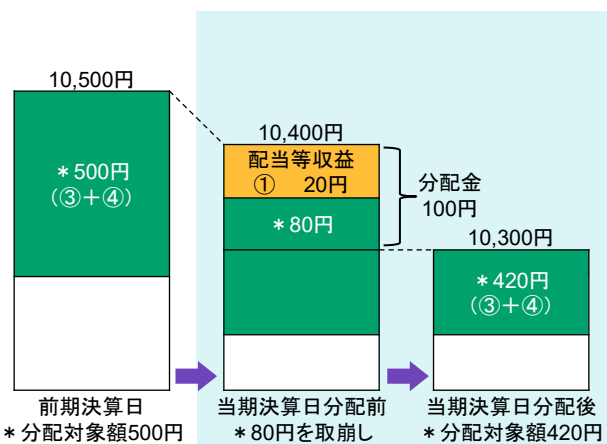 10,500円
＊500円
（③＋④）
前期決算日
＊分配対象額500円
10,400円
配当等収益
① 20円
＊80円
分配金
100円
当期決算日分配前
＊80円を取崩し
10,300円
＊420円
（③＋④）
当期決算日分配後
＊分配対象額420円